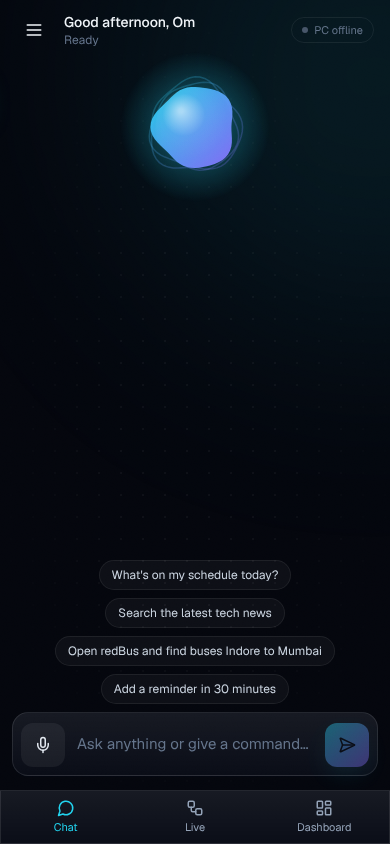 Good afternoon, Om
Ready
PC offline
What's on my schedule today?
Search the latest tech news
Open redBus and find buses Indore to Mumbai
Add a reminder in 30 minutes
Ask anything or give a command...
Chat
Live
Dashboard